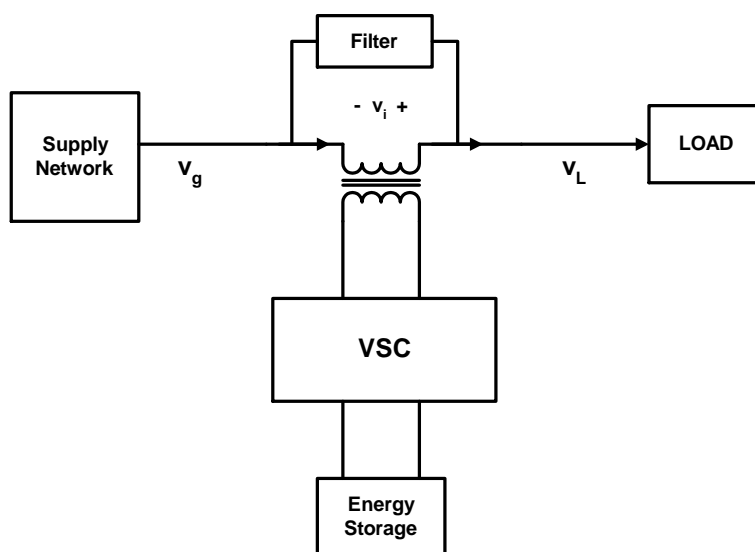 Filter
- vi +
Supply
Network
vg
vL
LOAD
VSC
Energy
Storage